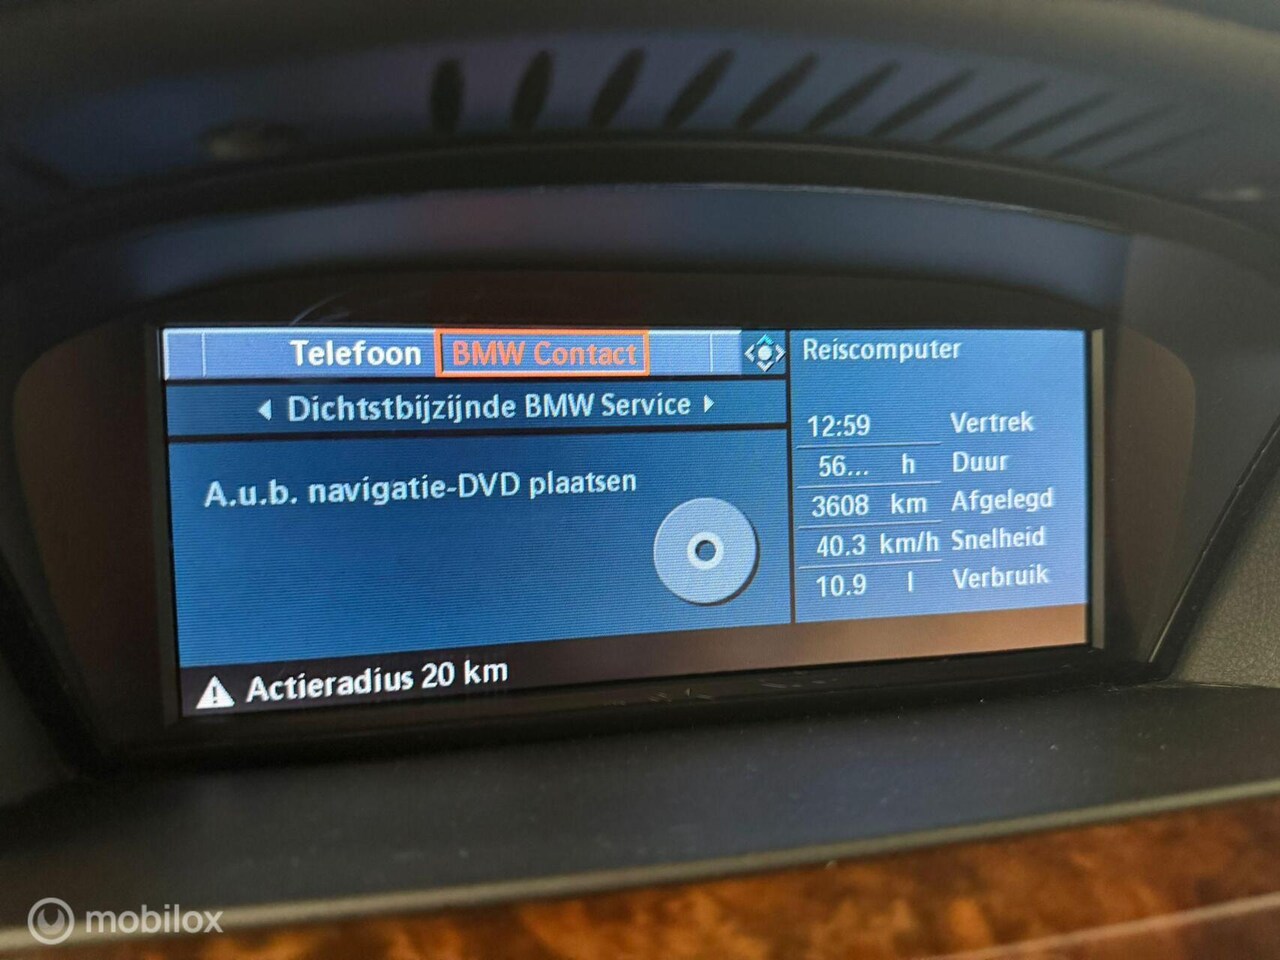 Telefoon BMW Contact
Dichtstbijzijnde BMW Service
A.u.b. navigatie-DVD plaatsen
Actieradius 20 km
Reiscomputer
12:59 Vertrek
56... h Duur
3608 km Afgelegd
40.3 km/h Snelheid
10.9 l Verbruik
mobilox